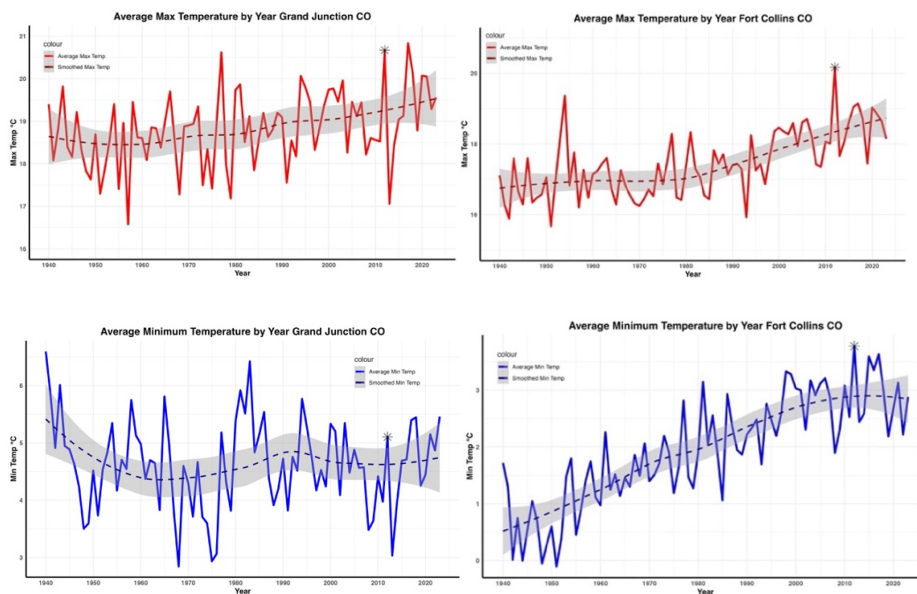 Average Max Temperature by Year Grand Junction CO
colour
Average Max Temp
Smoothed Max Temp
Max Temp °C
21
20
19
18
17
16
1940 1950 1960 1970 1980 1990 2000 2010 2020
Year
Average Max Temperature by Year Fort Collins CO
colour
Average Max Temp
Smoothed Max Temp
Max Temp °C
20
18
16
1940 1950 1960 1970 1980 1990 2000 2010 2020
Year
Average Minimum Temperature by Year Grand Junction CO
colour
Average Min Temp
Smoothed Min Temp
Min Temp °C
6
5
4
3
1940 1950 1960 1970 1980 1990 2000 2010 2020
Year
Average Minimum Temperature by Year Fort Collins CO
colour
Average Min Temp
Smoothed Min Temp
Min Temp °C
3
2
1
0
1940 1950 1960 1970 1980 1990 2000 2010 2020
Year